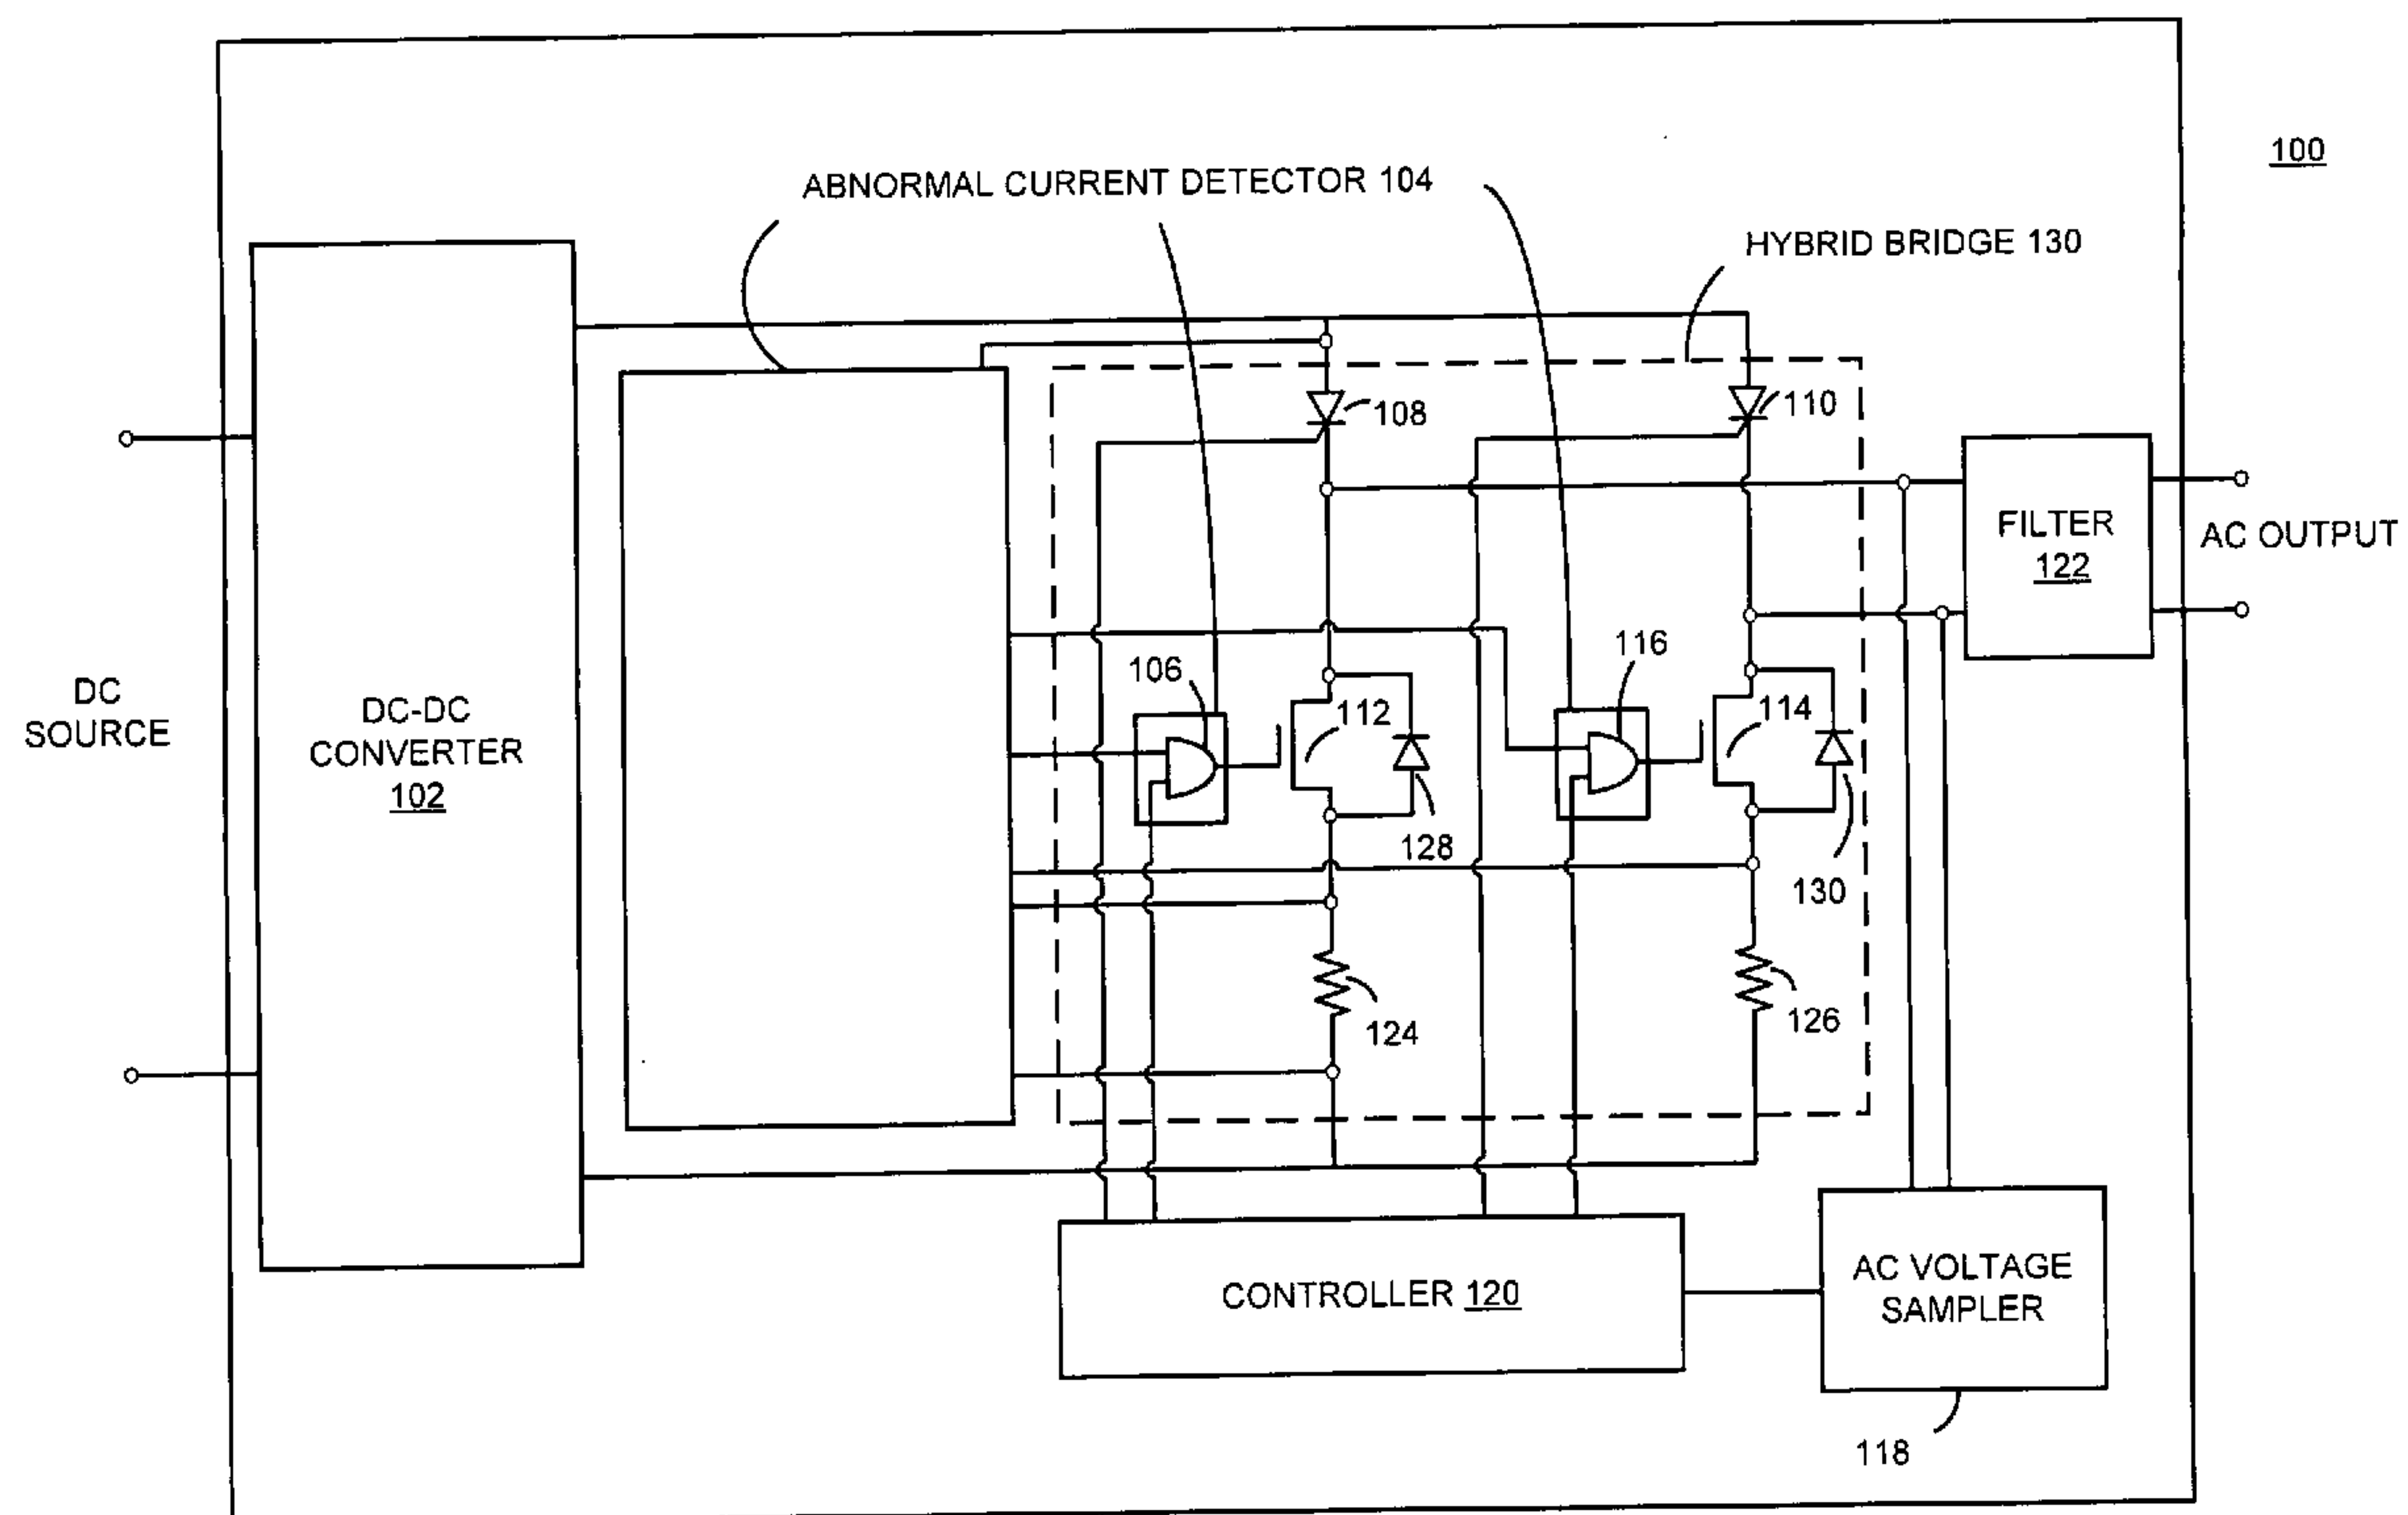 100
ABNORMAL CURRENT DETECTOR 104
HYBRID BRIDGE 130
108
110
FILTER
122
AC OUTPUT
DC
SOURCE
DC-DC
CONVERTER
102
106
112
116
114
128
130
124
126
CONTROLLER 120
AC VOLTAGE
SAMPLER
118